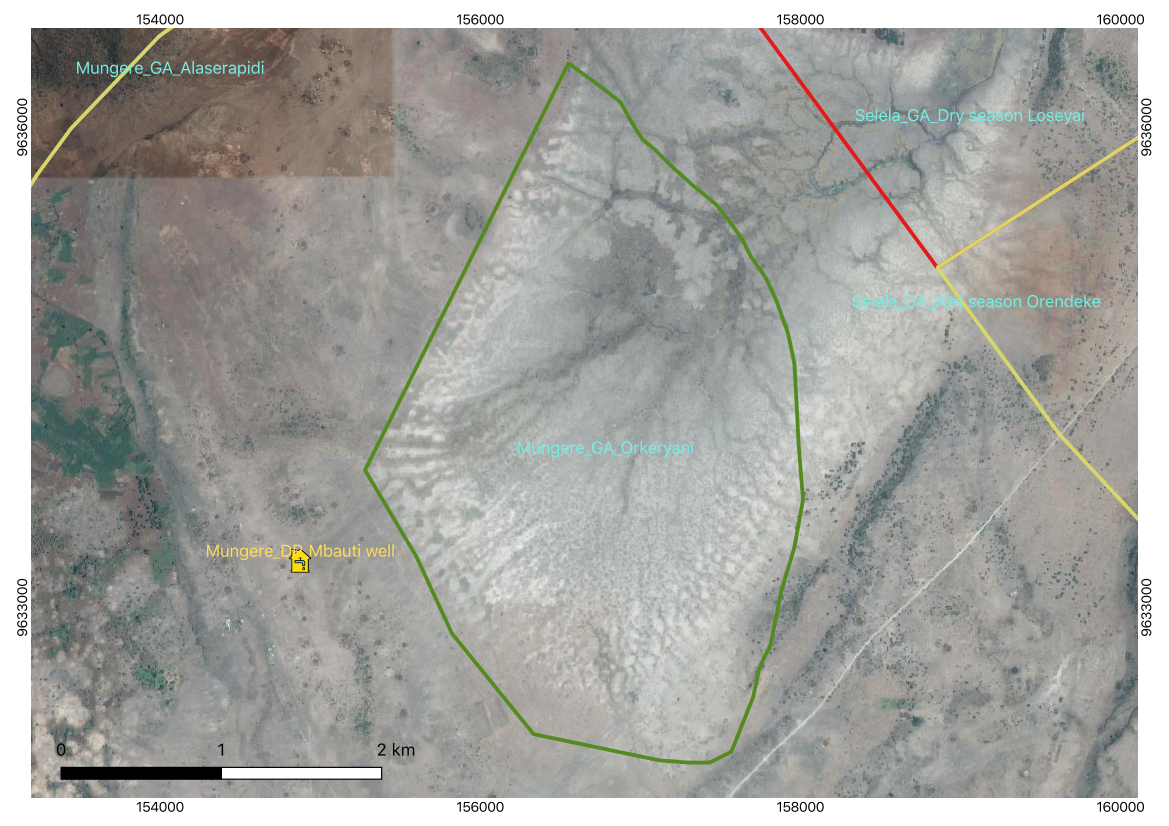 154000 156000 158000 160000
Mungere_GA_Alaserapidi
9636000
9636000
Selela_GA_Dry season Loseyai
Selela_GA_Wet season Orendeke
Mungere_GA_Orkeryani
Mungere_DP_Mbauti well
9633000
9633000
0 1 2 km
154000 156000 158000 160000